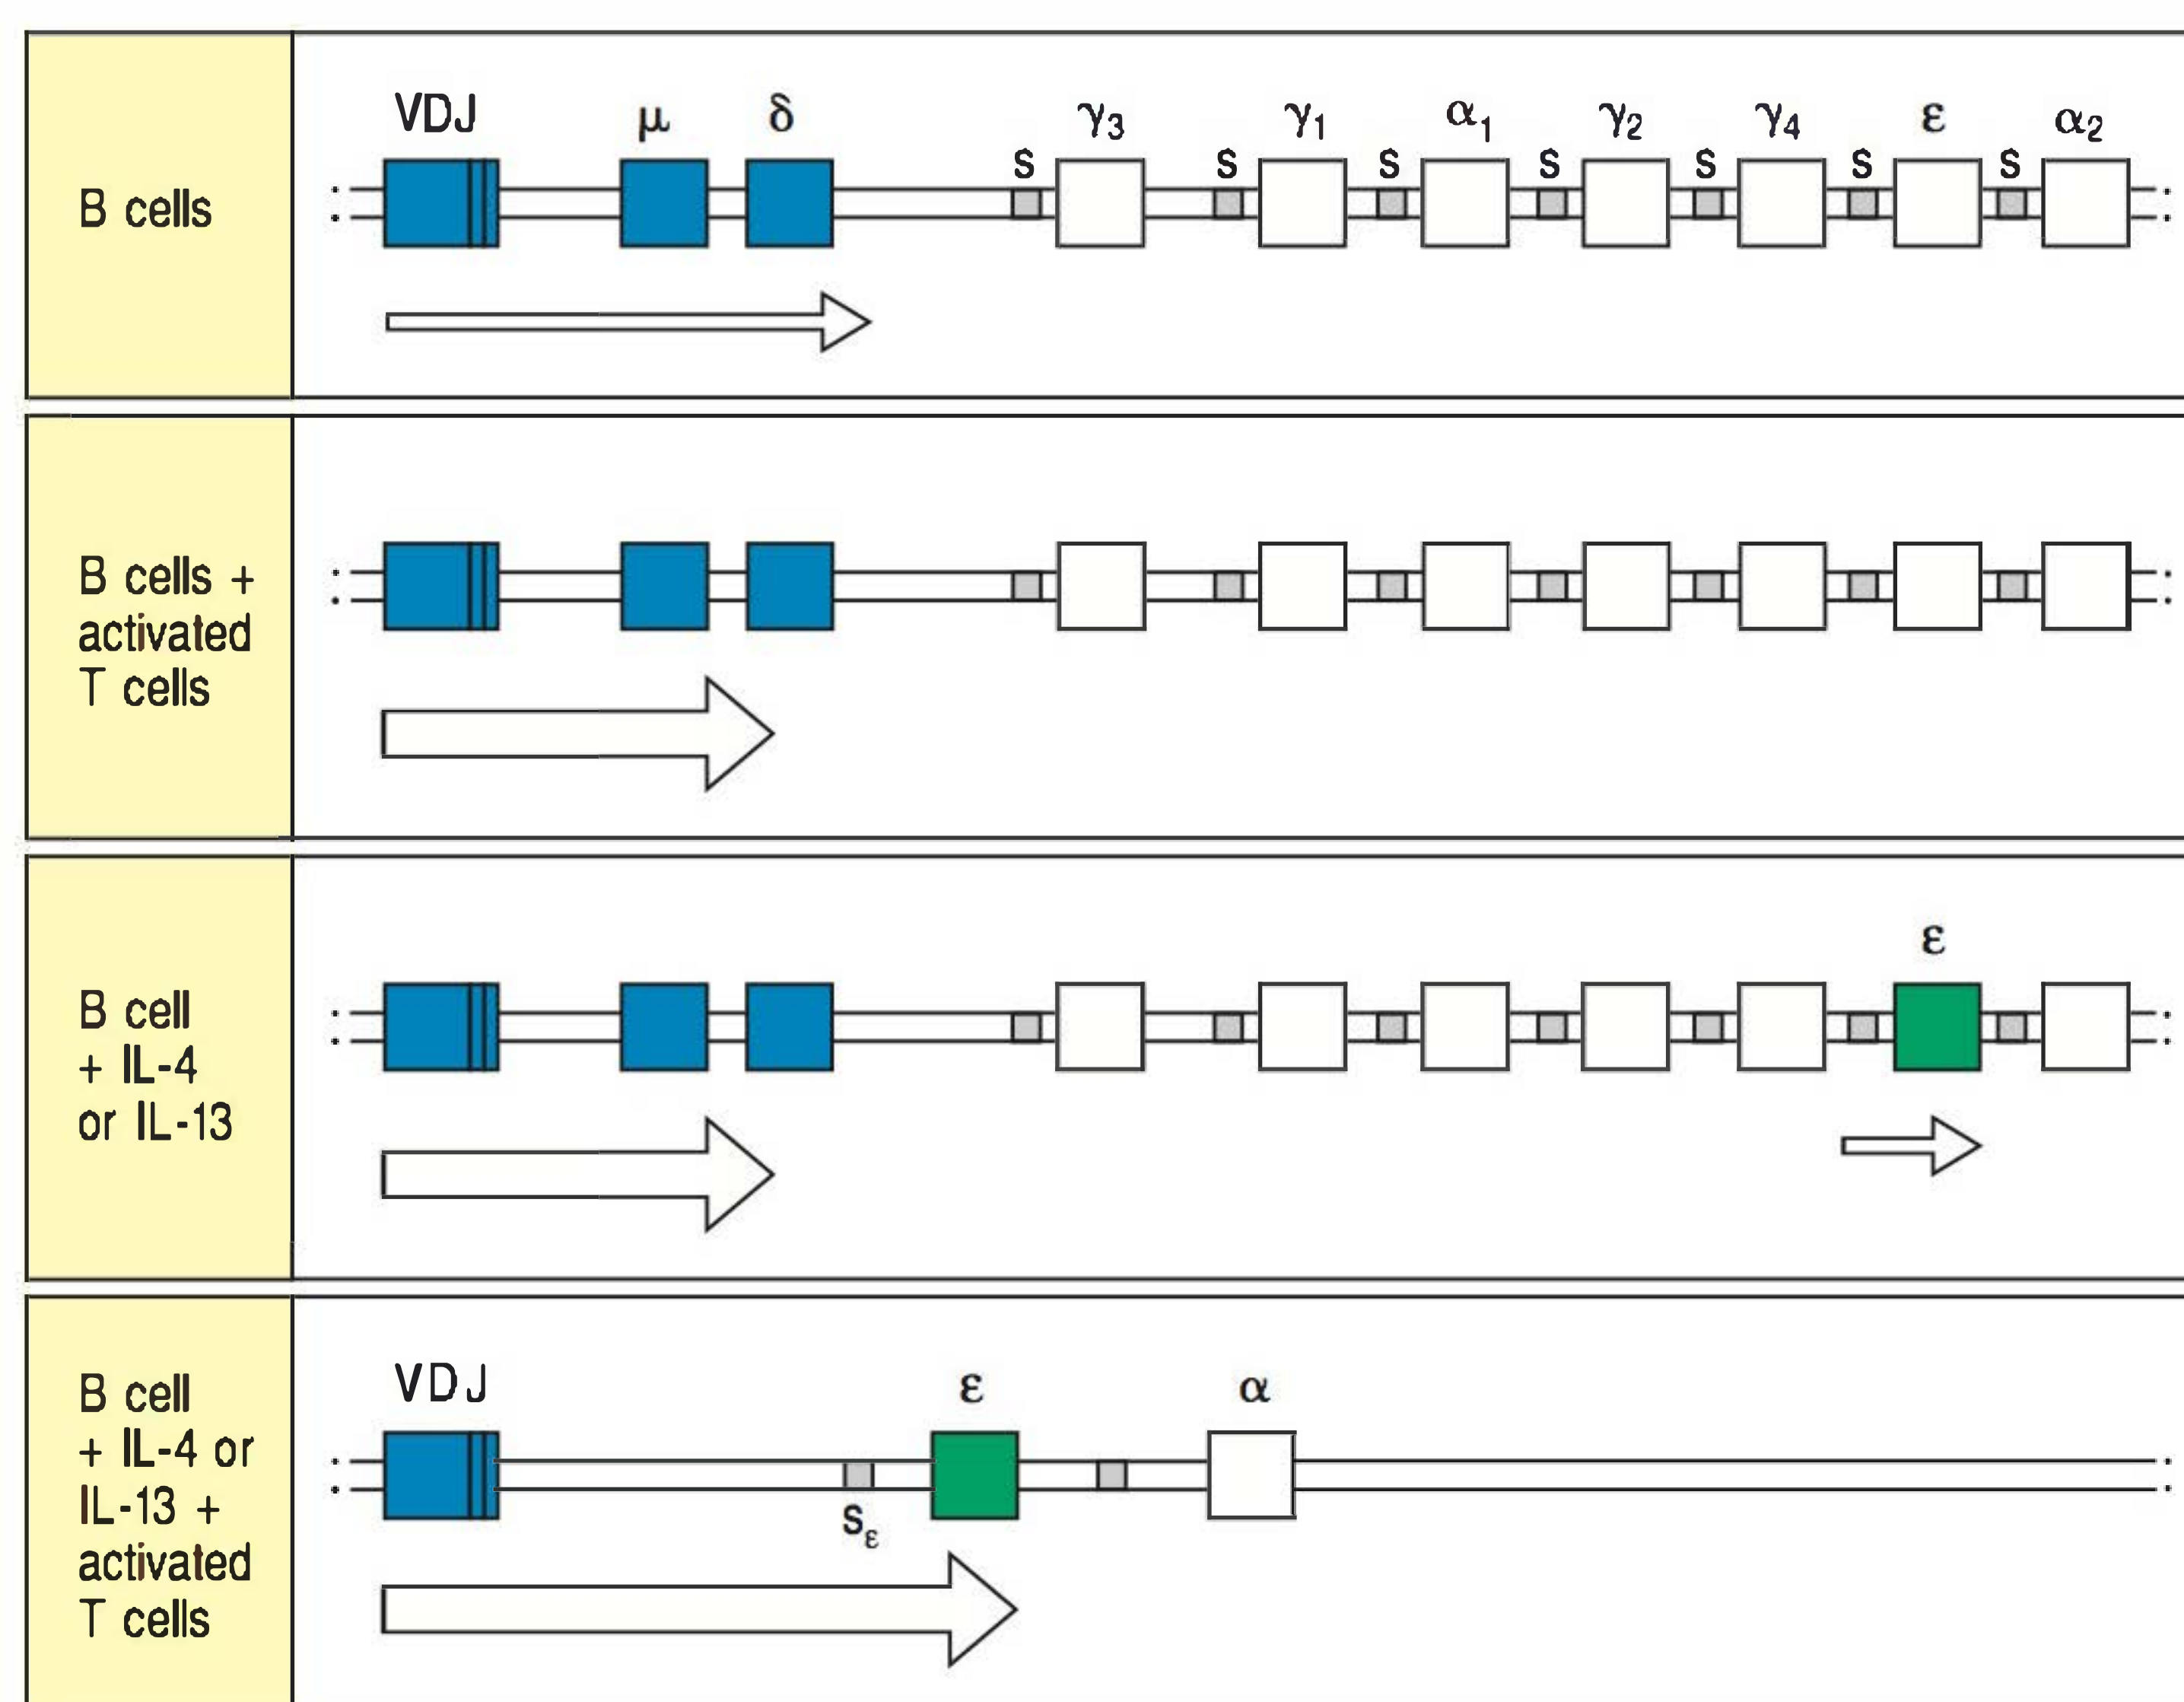 VDJ μ δ γ3 γ1 α1 γ2 γ4 ε α2
S S S S S S S
B cells
B cells +
activated
T cells
ε
B cell
+ IL-4
or IL-13
VDJ ε α
B cell
+ IL-4 or
IL-13 +
activated
T cells
Sε